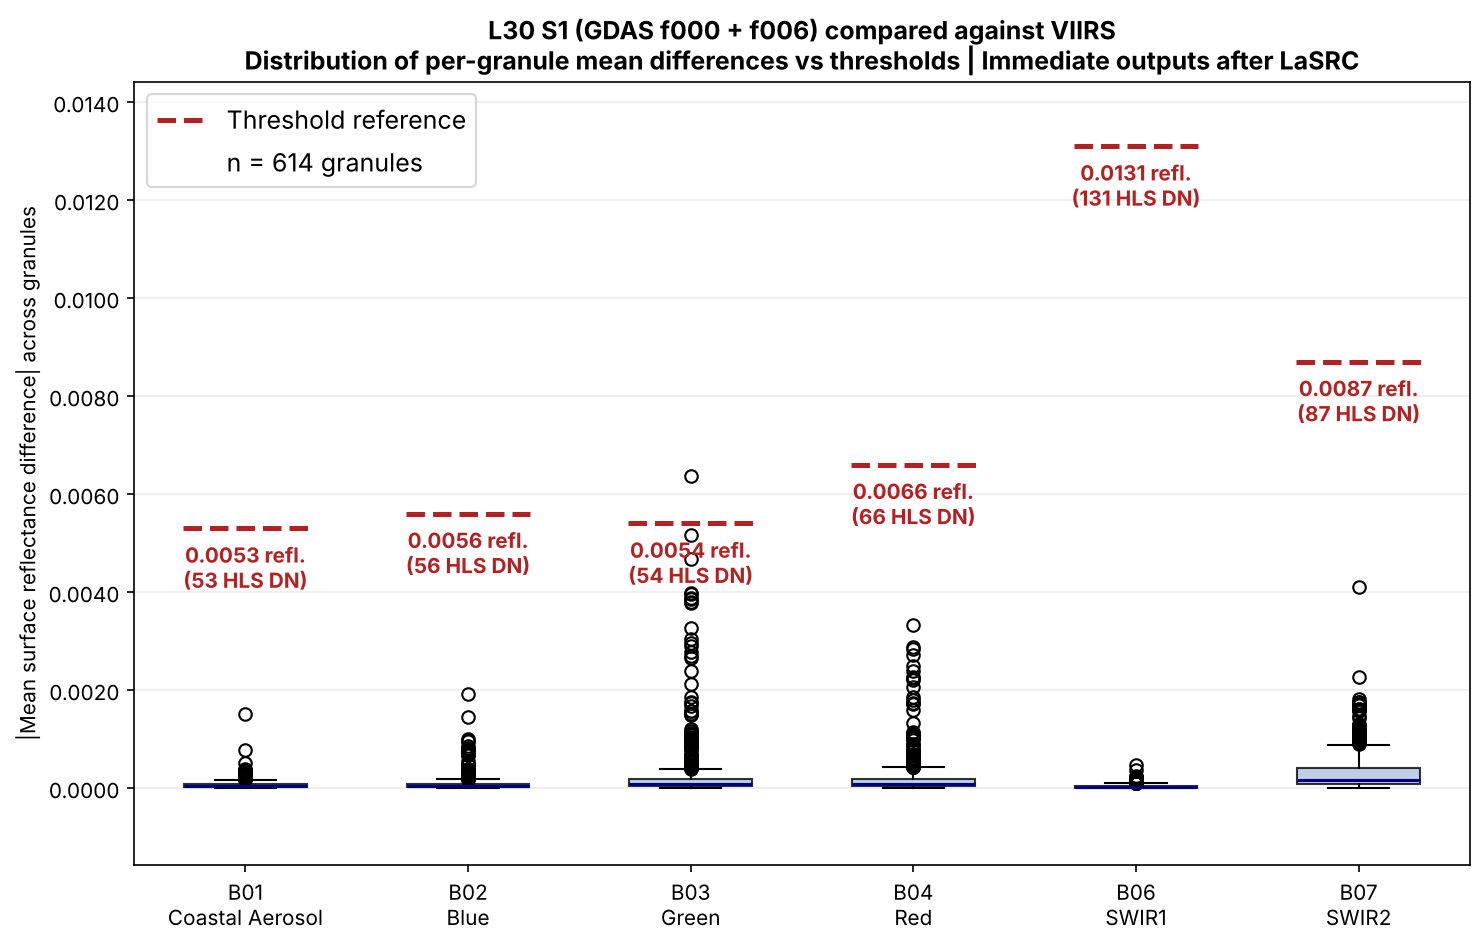 L30 S1 (GDAS f000 + f006) compared against VIIRS
Distribution of per-granule mean differences vs thresholds | Immediate outputs after LaSRC
|Mean surface reflectance difference| across granules
0.0140
0.0120
0.0100
0.0080
0.0060
0.0040
0.0020
0.0000
Threshold reference
n = 614 granules
0.0053 refl.
(53 HLS DN)
0.0056 refl.
(56 HLS DN)
0.0054 refl.
(54 HLS DN)
0.0066 refl.
(66 HLS DN)
0.0131 refl.
(131 HLS DN)
0.0087 refl.
(87 HLS DN)
B01
Coastal Aerosol
B02
Blue
B03
Green
B04
Red
B06
SWIR1
B07
SWIR2